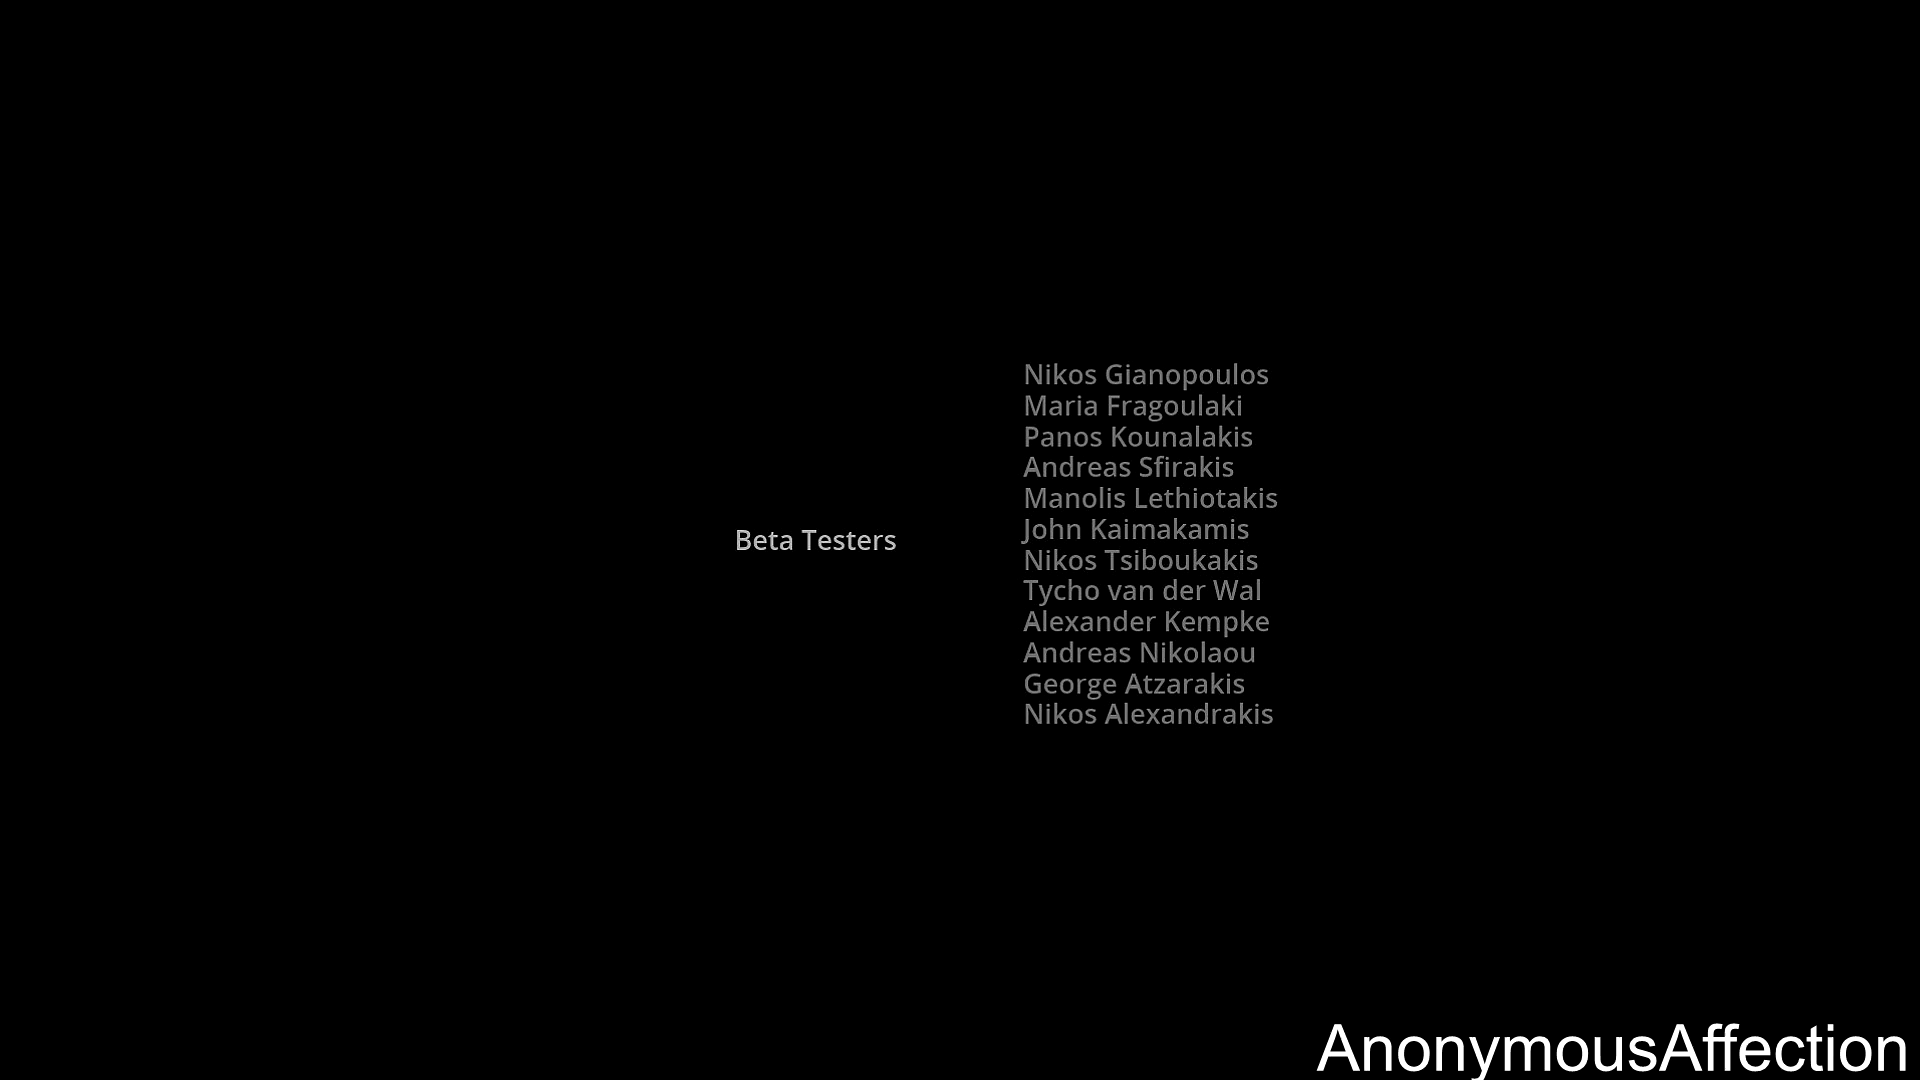 Nikos Gianopoulos
Maria Fragoulaki
Panos Kounalakis
Andreas Sfirakis
Manolis Lethiotakis
John Kaimakamis
Beta Testers
Nikos Tsiboukakis
Tycho van der Wal
Alexander Kempke
Andreas Nikolaou
George Atzarakis
Nikos Alexandrakis
AnonymousAffection